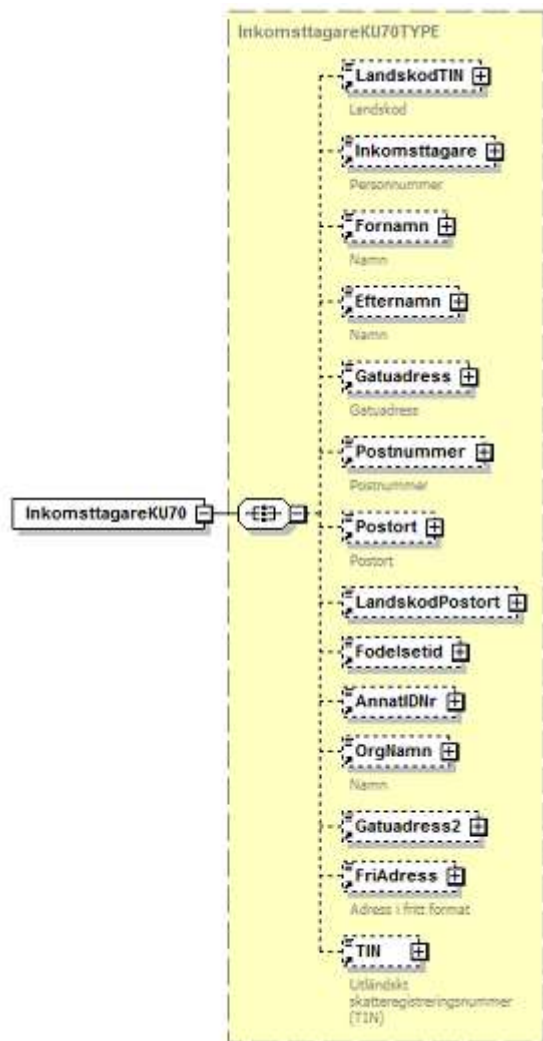 InkomsttagareKU70TYPE
LandskodTIN
Landskod
Inkomsttagare
Personnummer
Fornamn
Namn
Efternamn
Namn
Gatuadress
Gatuadress
Postnummer
Postnummer
InkomsttagareKU70
Postort
Postort
LandskodPostort
Fodelsetid
AnnatIDNr
OrgNamn
Namn
Gatuadress2
FriAdress
Adress i fritt format
TIN
Utländskt
skatteregistreringsnummer
(TIN)